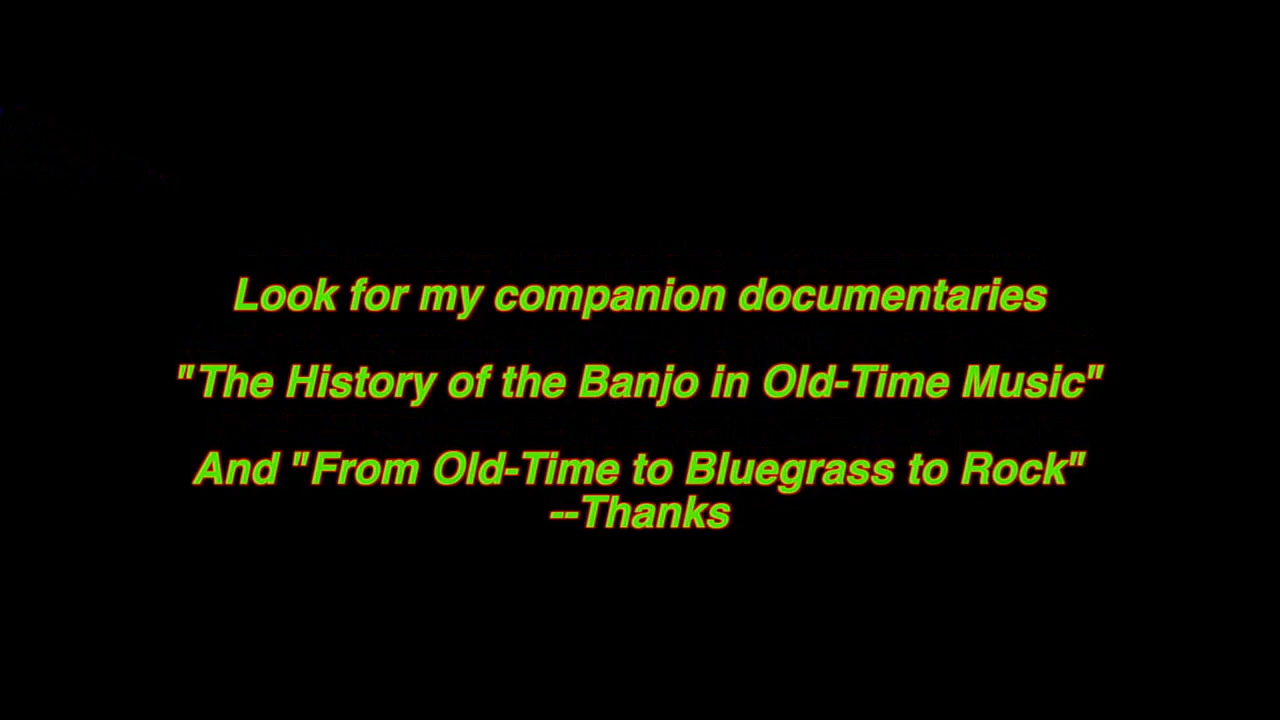 Look for my companion documentaries
"The History of the Banjo in Old-Time Music"
And "From Old-Time to Bluegrass to Rock"
--Thanks